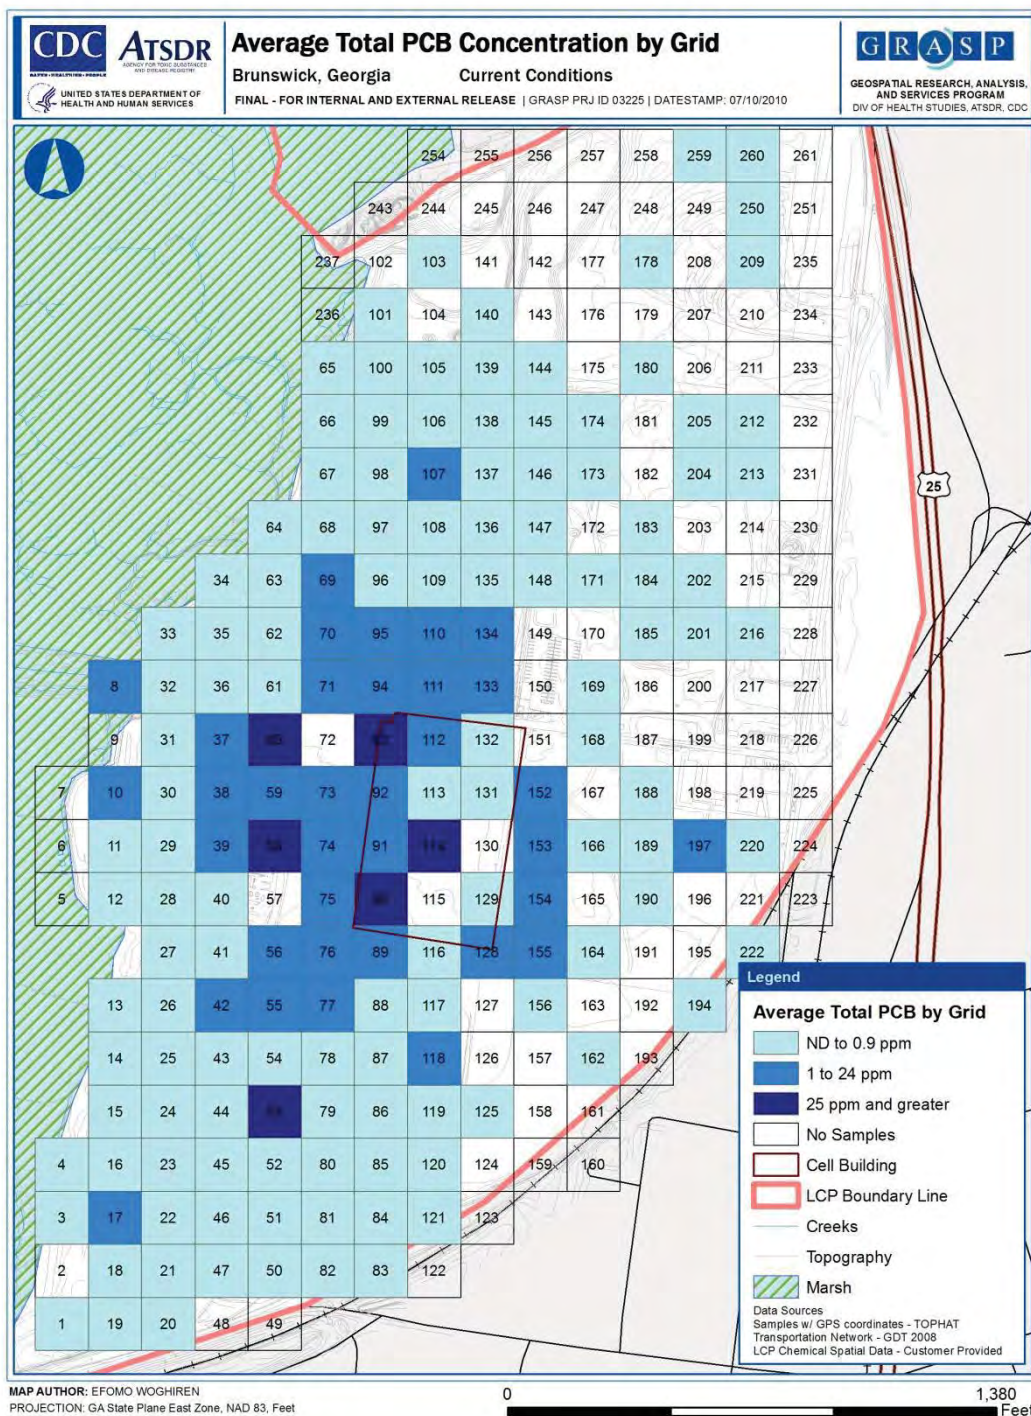 CDC
SAFER • HEALTHIER • PEOPLE
ATSDR
AGENCY FOR TOXIC SUBSTANCES
AND DISEASE REGISTRY
UNITED STATES DEPARTMENT OF
HEALTH AND HUMAN SERVICES
Average Total PCB Concentration by Grid
Brunswick, Georgia Current Conditions
FINAL - FOR INTERNAL AND EXTERNAL RELEASE | GRASP PRJ ID 03225 | DATESTAMP: 07/10/2010
GRASP
GEOSPATIAL RESEARCH, ANALYSIS,
AND SERVICES PROGRAM
DIV OF HEALTH STUDIES, ATSDR, CDC
254 255 256 257 258 259 260 261
243 244 245 246 247 248 249 250 251
237 102 103 141 142 177 178 208 209 235
236 101 104 140 143 176 179 207 210 234
65 100 105 139 144 175 180 206 211 233
66 99 106 138 145 174 181 205 212 232
67 98 107 137 146 173 182 204 213 231
25
64 68 97 108 136 147 172 183 203 214 230
34 63 69 96 109 135 148 171 184 202 215 229
33 35 62 70 95 110 134 149 170 185 201 216 228
8 32 36 61 71 94 111 133 150 169 186 200 217 227
9 31 37 72 112 132 151 168 187 199 218 226
7 10 30 38 59 73 92 113 131 152 167 188 198 219 225
6 11 29 39 74 91 130 153 166 189 197 220 224
5 12 28 40 57 75 115 129 154 165 190 196 221 223
27 41 56 76 89 116 128 155 164 191 195 222
13 26 42 55 77 88 117 127 156 163 192 194
14 25 43 54 78 87 118 126 157 162 193
15 24 44 79 86 119 125 158 161
4 16 23 45 52 80 85 120 124 159 160
3 17 22 46 51 81 84 121 123
2 18 21 47 50 82 83 122
1 19 20 48 49
Legend
Average Total PCB by Grid
ND to 0.9 ppm
1 to 24 ppm
25 ppm and greater
No Samples
Cell Building
LCP Boundary Line
Creeks
Topography
Marsh
Data Sources
Samples w/ GPS coordinates - TOPHAT
Transportation Network - GDT 2008
LCP Chemical Spatial Data - Customer Provided
MAP AUTHOR: EFOMO WOGHIREN
PROJECTION: GA State Plane East Zone, NAD 83, Feet
0 1,380
Feet